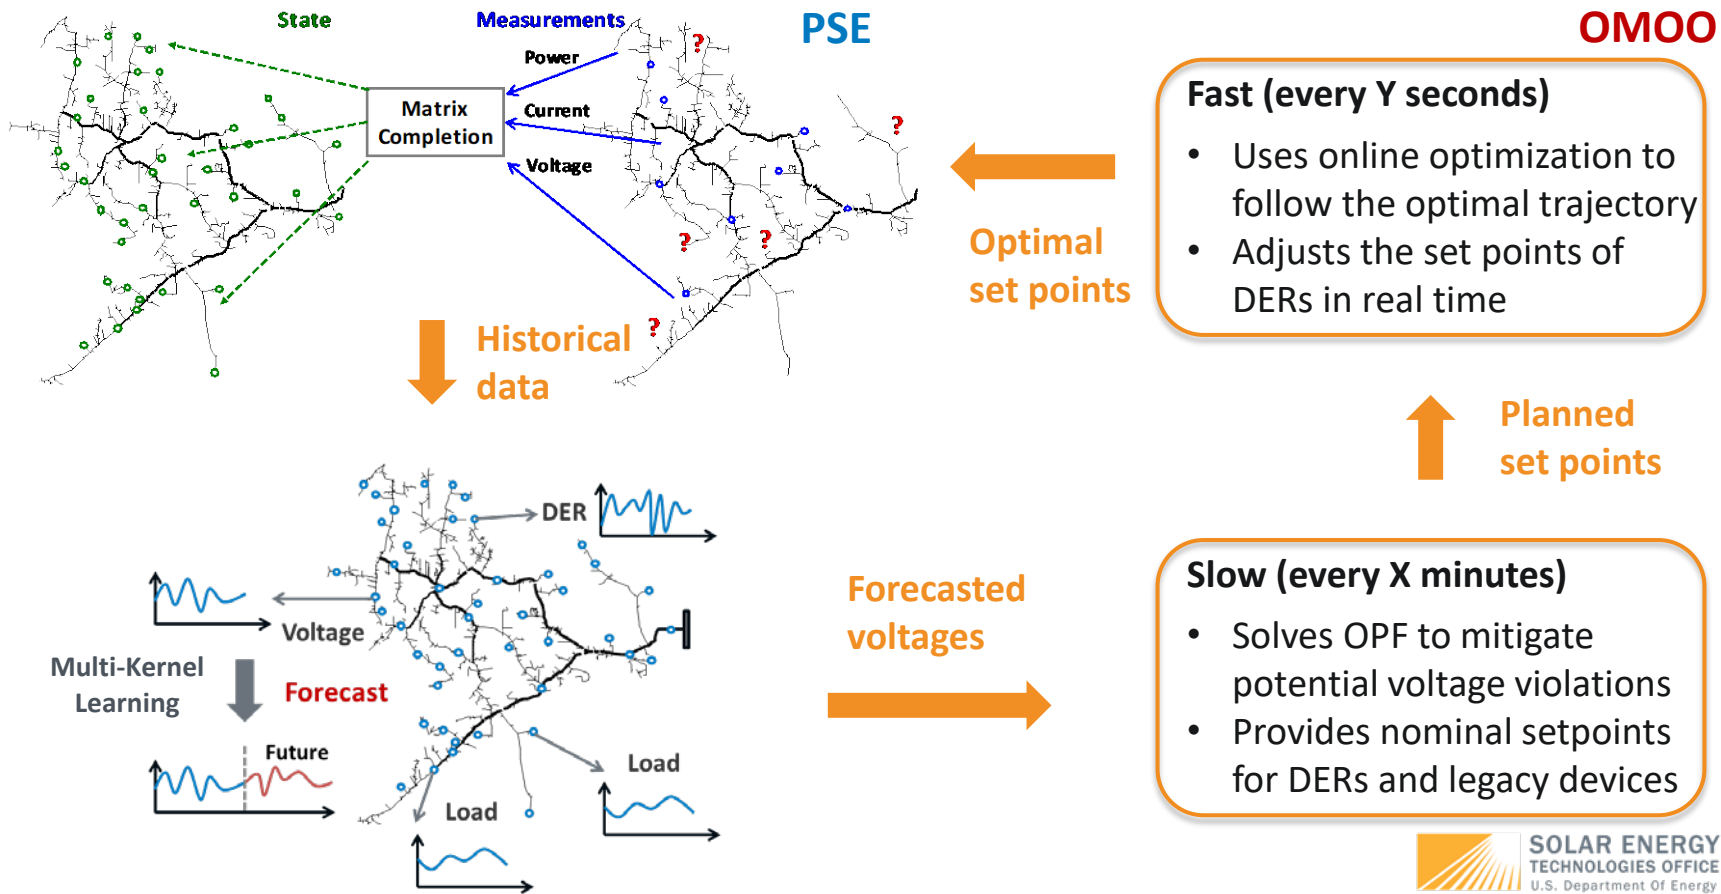 State
Measurements
PSE
OMOO
Power
Current
Voltage
Matrix
Completion
?
?
?
?
?
Fast (every Y seconds)
• Uses online optimization to
follow the optimal trajectory
• Adjusts the set points of
DERs in real time
Optimal
set points
Historical
data
Planned
set points
DER
Voltage
Multi-Kernel
Learning
Forecast
Future
Load
Load
Forecasted
voltages
Slow (every X minutes)
• Solves OPF to mitigate
potential voltage violations
• Provides nominal setpoints
for DERs and legacy devices
SOLAR ENERGY
TECHNOLOGIES OFFICE
U.S. Department Of Energy